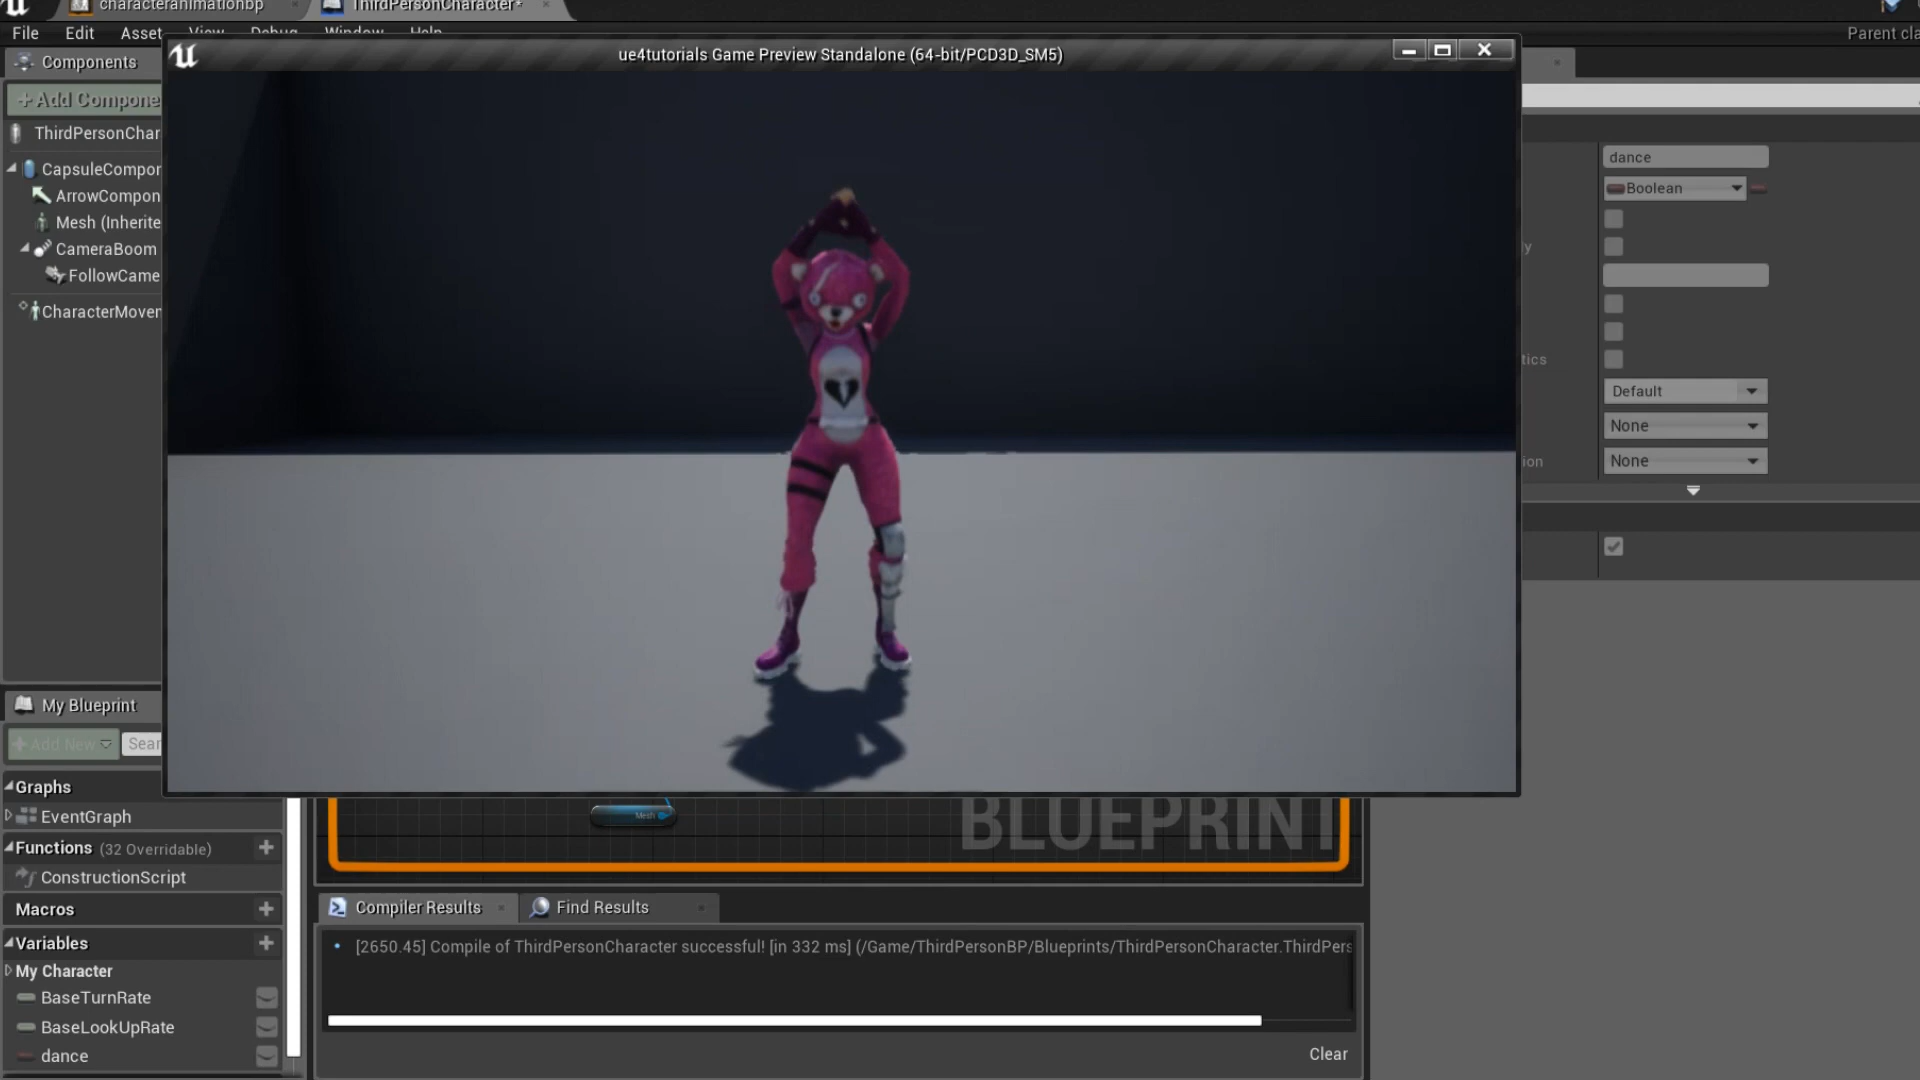 characteranimationbp
ThirdPersonCharacter*
File Edit Asset View Debug Window Help
Parent cla
ue4tutorials Game Preview Standalone (64-bit/PCD3D_SM5)
Components
+Add Compone
ThirdPersonChar
CapsuleCompor
ArrowCompon
Mesh (Inherite
CameraBoom
FollowCame
CharacterMover
dance
Boolean
ly
tics
Default
None
ion
None
My Blueprint
+Add New
Sear
Graphs
EventGraph
Functions (32 Overridable)
ConstructionScript
Macros
Variables
My Character
BaseTurnRate
BaseLookUpRate
dance
Mesh
BLUEPRINT
Compiler Results
Find Results
[2650.45] Compile of ThirdPersonCharacter successful! [in 332 ms] (/Game/ThirdPersonBP/Blueprints/ThirdPersonCharacter.ThirdPers
Clear